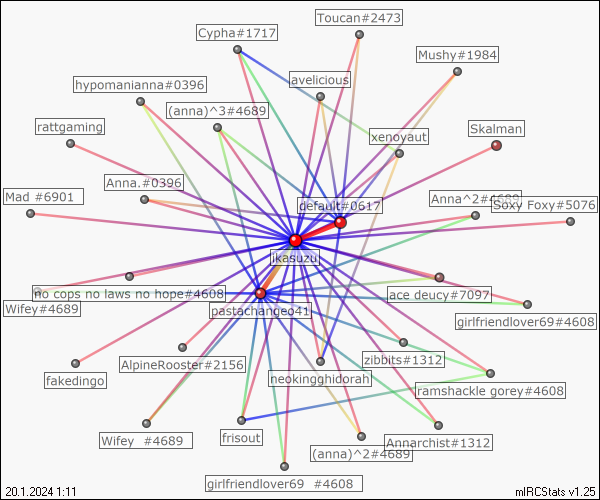 Toucan#2473
Cypha#1717
Mushy#1984
avelicious
hypomanianna#0396
(anna)^3#4689
rattgaming
Skalman
xenoyaut
Anna.#0396
Mad #6901
default#0617
Anna^2#4689
Soxy Foxy#5076
ikasuzu
no cops no laws no hope#4608
ace deucy#7097
Wifey#4689
pastachangeo41
girlfriendlover69#4608
zibbits#1312
AlpineRooster#2156
fakedingo
neokingghidorah
ramshackle gorey#4608
Wifey #4689
frisout
Annarchist#1312
(anna)^2#4689
girlfriendlover69 #4608
20.1.2024 1:11
mIRCStats v1.25